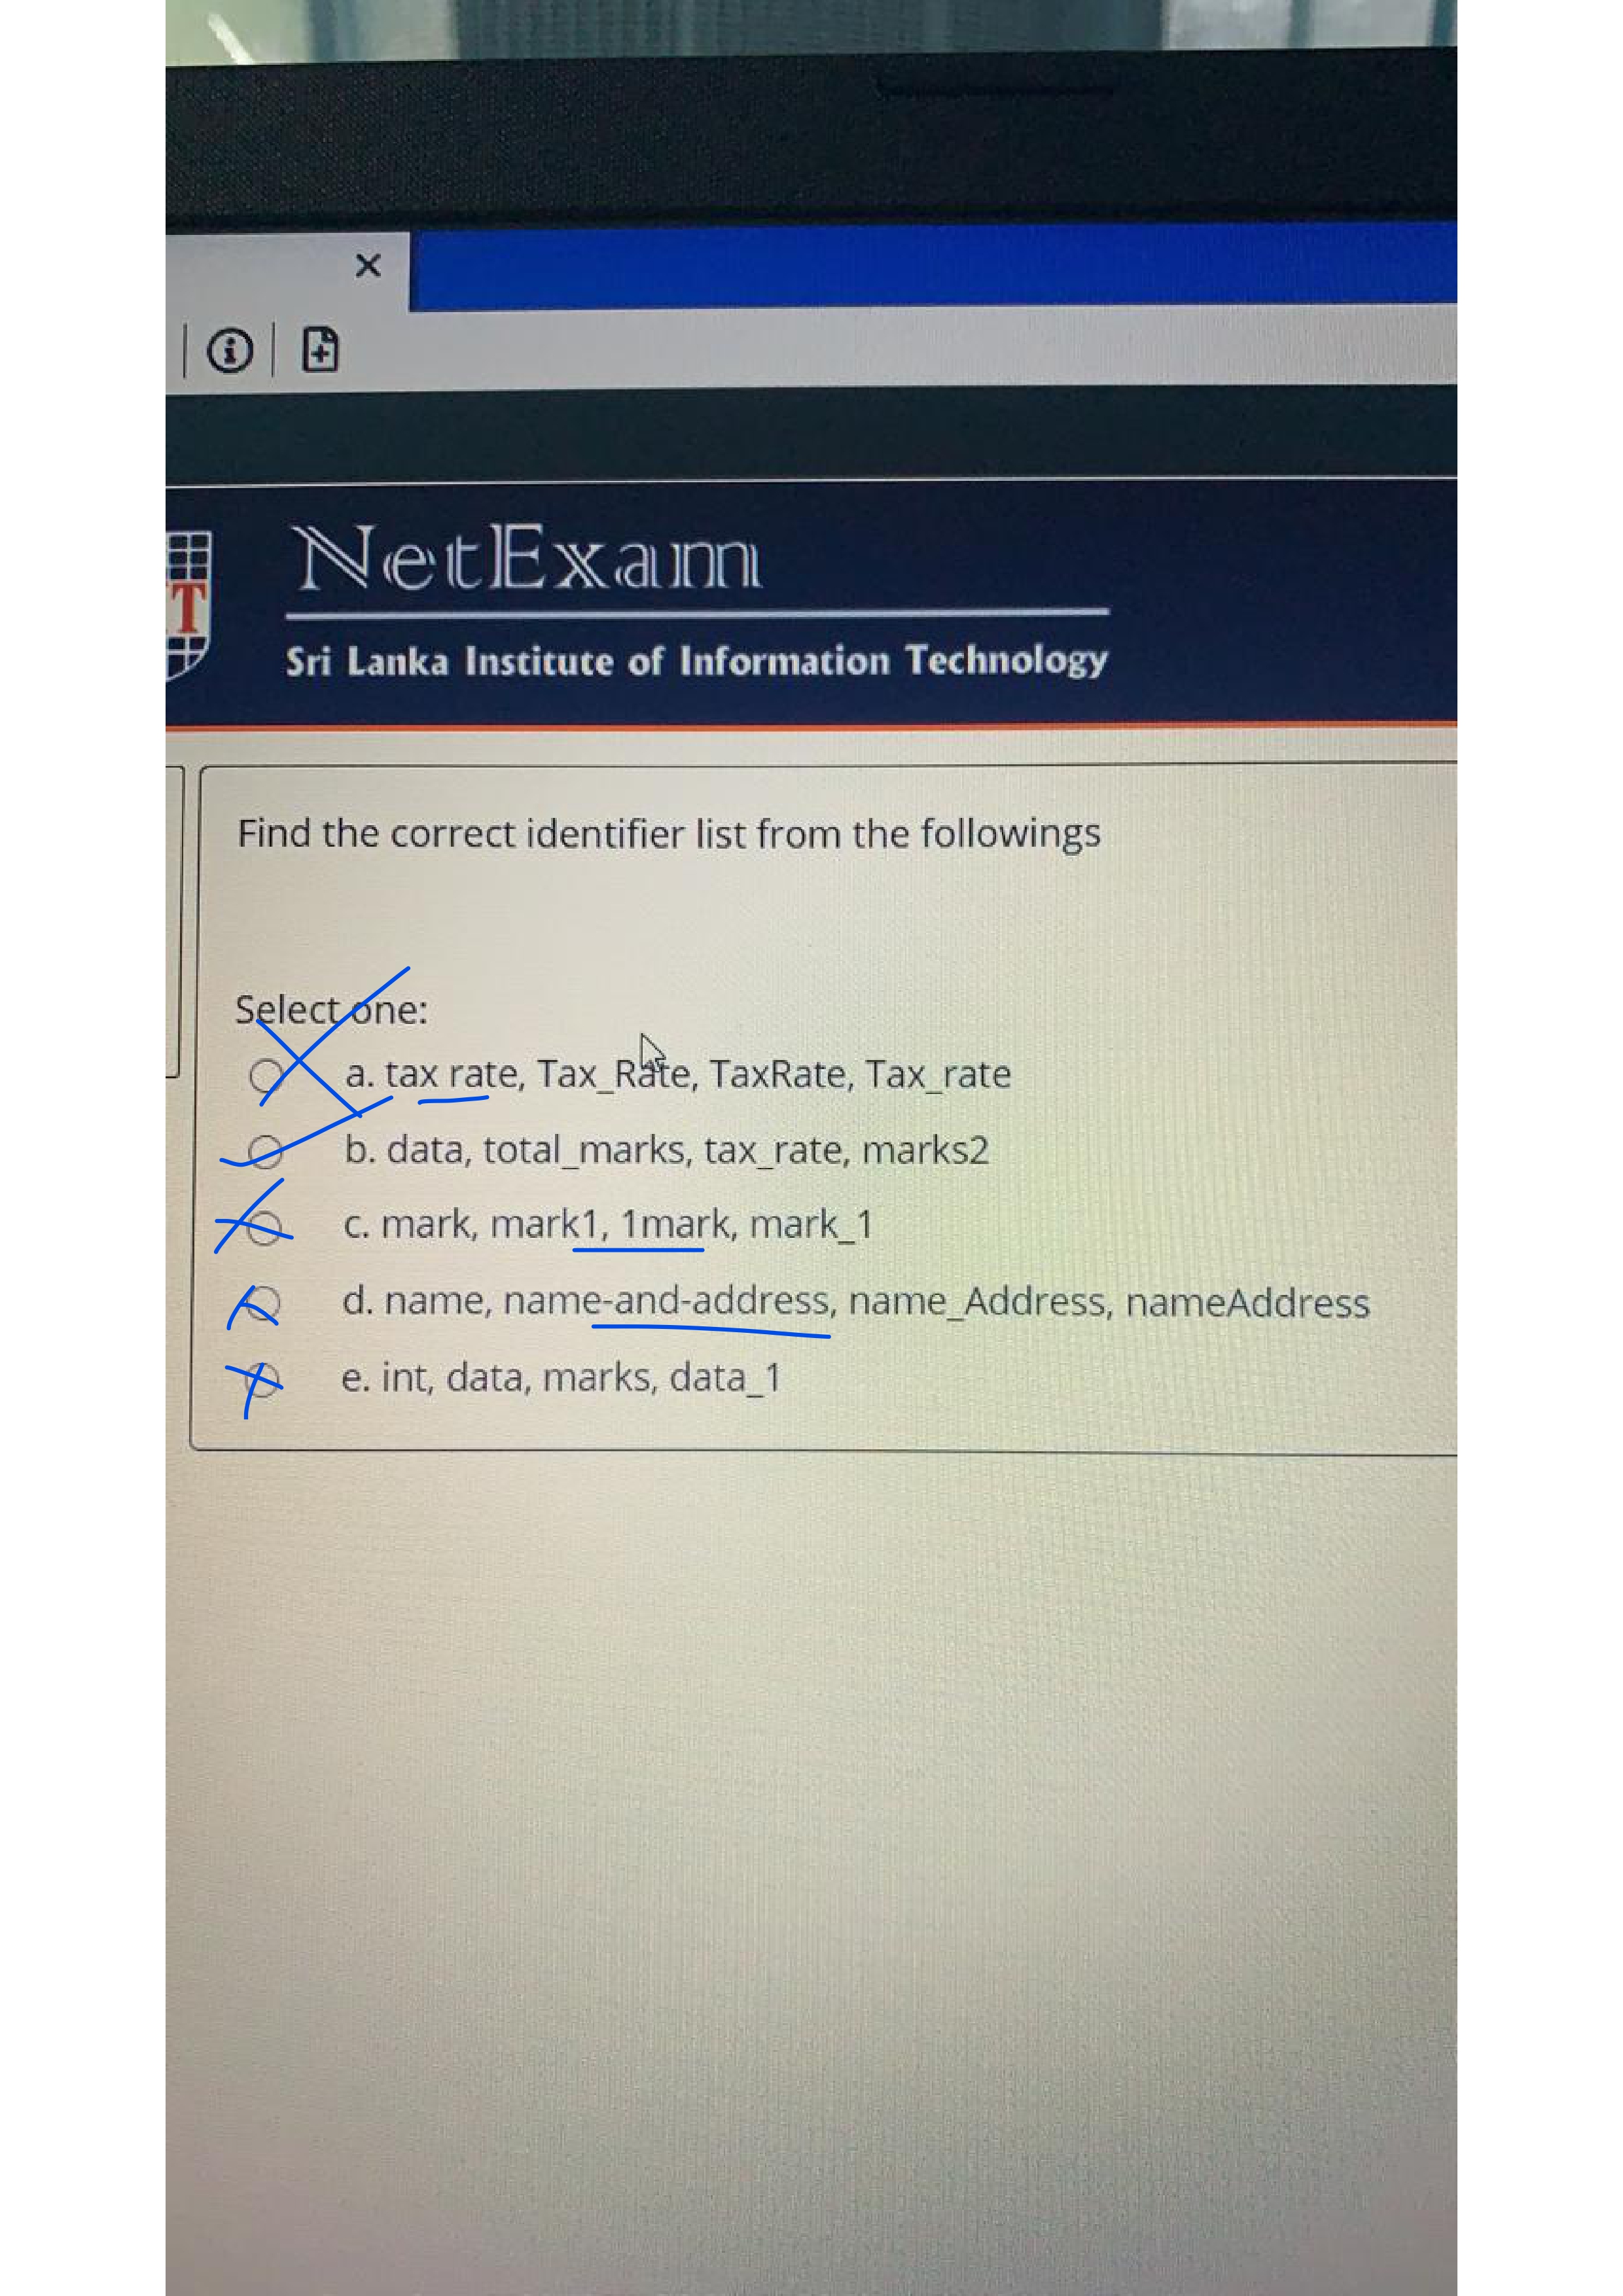 T
NetExam
Sri Lanka Institute of Information Technology
Find the correct identifier list from the followings
Select one:
a. tax rate, Tax_Rate, TaxRate, Tax_rate
b. data, total_marks, tax_rate, marks2
c. mark, mark1, 1mark, mark_1
d. name, name-and-address, name_Address, nameAddress
e. int, data, marks, data_1